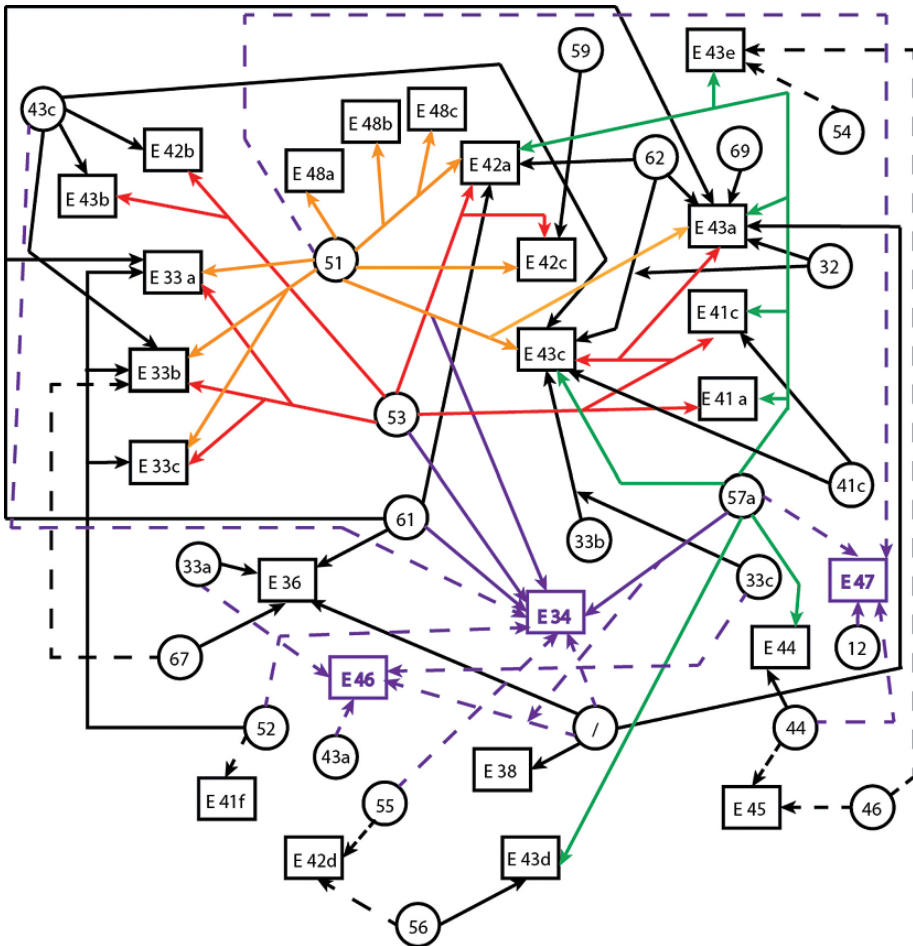 59
E 43e
43c
E 48c
E 48b
54
E 42b
E 48a
E 42a
62
69
E 43b
E 43a
51
E 42c
32
E 33 a
E 41c
E 43c
E 33b
E 41 a
53
E 33c
41c
57a
61
33b
33a
E 36
33c
E 47
E 34
12
E 44
67
E 46
52
/
44
43a
E 38
E 41f
55
E 45
46
E 42d
E 43d
56